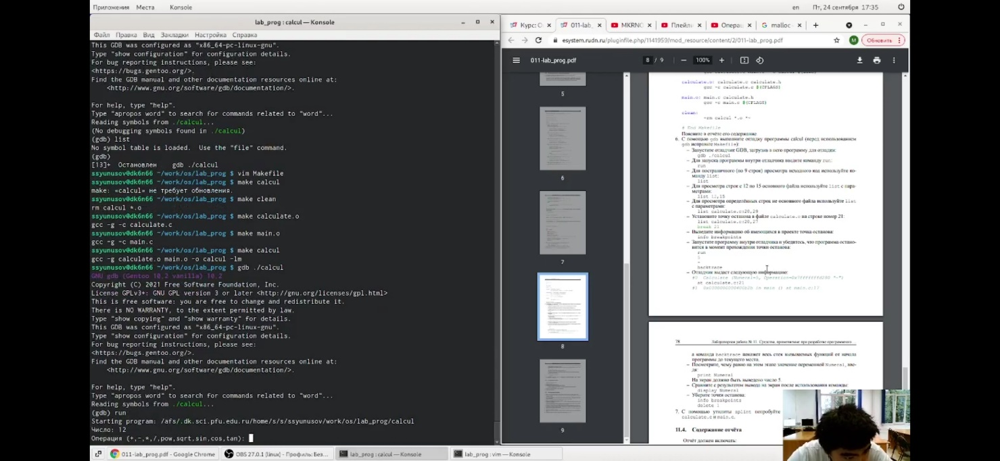 Приложения Места Konsole
en Пт, 24 сентября 17:35
lab_prog : calcul — Konsole
Файл Правка Вид Закладки Настройка Справка
This GDB was configured as "x86_64-pc-linux-gnu".
Type "show configuration" for configuration details.
For bug reporting instructions, please see:
<https://bugs.gentoo.org/>.
Find the GDB manual and other documentation resources online at:
<http://www.gnu.org/software/gdb/documentation/>.
For help, type "help".
Type "apropos word" to search for commands related to "word"...
Reading symbols from ./calcul...
(No debugging symbols found in ./calcul)
(gdb) list
No symbol table is loaded.  Use the "file" command.
(gdb)
[13]+  Остановлен    gdb ./calcul
ssyunusov@dk6n66 ~/work/os/lab_prog $ vim Makefile
ssyunusov@dk6n66 ~/work/os/lab_prog $ make calcul
make: «calcul» не требует обновления.
ssyunusov@dk6n66 ~/work/os/lab_prog $ make clean
rm calcul *.o
ssyunusov@dk6n66 ~/work/os/lab_prog $ make calculate.o
gcc -g -c calculate.c
ssyunusov@dk6n66 ~/work/os/lab_prog $ make main.o
gcc -g -c main.c
ssyunusov@dk6n66 ~/work/os/lab_prog $ make calcul
gcc -g calculate.o main.o -o calcul -lm
ssyunusov@dk6n66 ~/work/os/lab_prog $ gdb ./calcul
GNU gdb (Gentoo 10.2 vanilla) 10.2
Copyright (C) 2021 Free Software Foundation, Inc.
License GPLv3+: GNU GPL version 3 or later <http://gnu.org/licenses/gpl.html>
This is free software: you are free to change and redistribute it.
There is NO WARRANTY, to the extent permitted by law.
Type "show copying" and "show warranty" for details.
This GDB was configured as "x86_64-pc-linux-gnu".
Type "show configuration" for configuration details.
For bug reporting instructions, please see:
<https://bugs.gentoo.org/>.
Find the GDB manual and other documentation resources online at:
<http://www.gnu.org/software/gdb/documentation/>.
For help, type "help".
Type "apropos word" to search for commands related to "word"...
Reading symbols from ./calcul...
(gdb) run
Starting program: /afs/.dk.sci.pfu.edu.ru/home/s/s/ssyunusov/work/os/lab_prog/calcul
Число: 12
Операция (+,-,*,/,pow,sqrt,sin,cos,tan):
Курс: О 011-lab_ MKRNC Плейли Операц malloc -
esystem.rudn.ru/pluginfile.php/1141959/mod_resource/content/2/011-lab_prog.pdf
M Обновить
011-lab_prog.pdf
8 / 9 100%
5
6
7
8
9
calculate.o: calculate.c calculate.h
gcc -c calculate.c $(CFLAGS)
main.o: main.c calculate.h
gcc -c main.c $(CFLAGS)
clean:
-rm calcul *.o *~
# End Makefile
Поясните в отчёте его содержание
6. С помощью gdb выполните отладку программы calcul (перед использованием
gdb исправьте Makefile):
– Запустите отладчик GDB, загрузив в него программу для отладки:
gdb ./calcul
– Для запуска программы внутри отладчика введите команду run:
run
– Для постраничного (по 9 строк) просмотра исходного код используйте ко-
манду list:
list
– Для просмотра строк с 12 по 15 основного файла используйте list с пара-
метрами:
list 12,15
– Для просмотра определённых строк не основного файла используйте list
с параметрами:
list calculate.c:20,29
– Установите точку останова в файле calculate.c на строке номер 21:
list calculate.c:20,27
break 21
– Выведите информацию об имеющихся в проекте точка останова:
info breakpoints
– Запустите программу внутри отладчика и убедитесь, что программа остано-
вится в момент прохождения точки останова:
run
5
-
backtrace
– Отладчик выдаст следующую информацию:
#0 Calculate (Numeral=5, Operation=0x7fffffffd280 "-")
at calculate.c:21
#1 0x0000000000400b2b in main () at main.c:17
78 Лабораторная работа № 11. Средства, применяемые при разработке программного
а команда backtrace покажет весь стек вызываемых функций от начала
программы до текущего места.
– Посмотрите, чему равно на этом этапе значение переменной Numeral, вве-
дя:
print Numeral
На экран должно быть выведено число 5.
– Сравните с результатом вывода на экран после использования команды:
display Numeral
– Уберите точки останова:
info breakpoints
delete 1
7. С помощью утилиты splint попробуйте
calculate.c и main.c.
11.4. Содержание отчёта
Отчёт должен включать:
011-lab_prog.pdf - Google Chrome OBS 27.0.1 (linux) - Профиль: Без... lab_prog : calcul — Konsole lab_prog : vim — Konsole